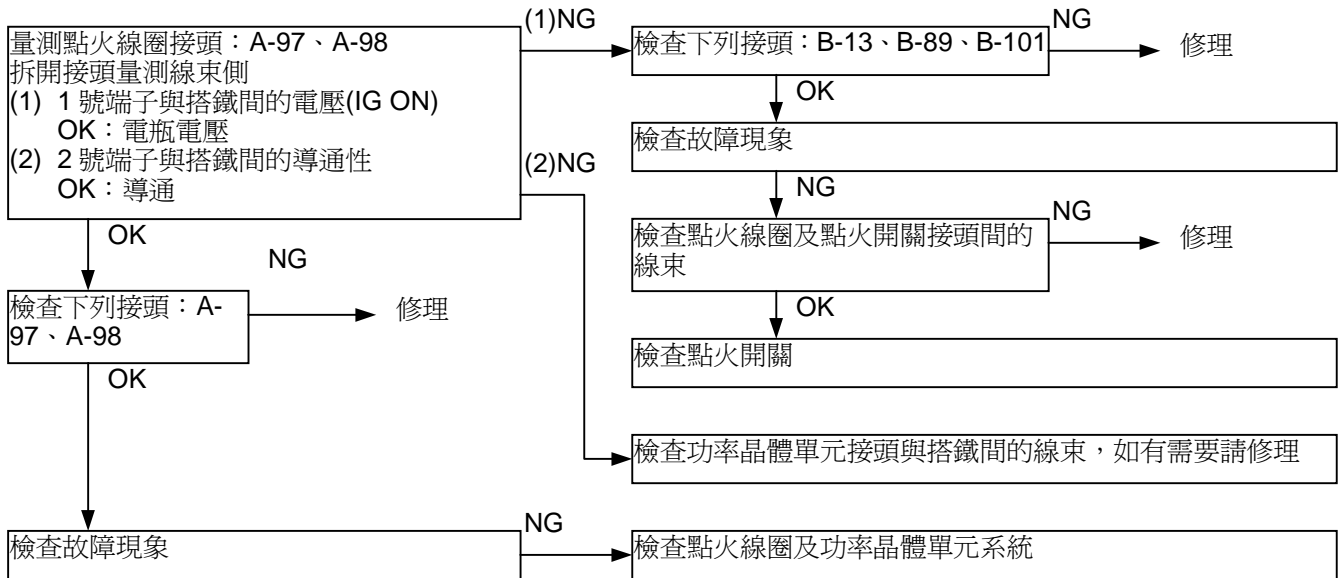 量測點火線圈接頭：A-97、A-98
拆開接頭量測線束側
(1) 1 號端子與搭鐵間的電壓(IG ON)
OK：電瓶電壓
(2) 2 號端子與搭鐵間的導通性
OK：導通
(1)NG
檢查下列接頭：B-13、B-89、B-101
NG
修理
OK
檢查故障現象
(2)NG
NG
檢查點火線圈及點火開關接頭間的
線束
NG
修理
OK
檢查點火開關
OK
NG
檢查下列接頭：A-
97、A-98
修理
OK
檢查功率晶體單元接頭與搭鐵間的線束，如有需要請修理
檢查故障現象
NG
檢查點火線圈及功率晶體單元系統